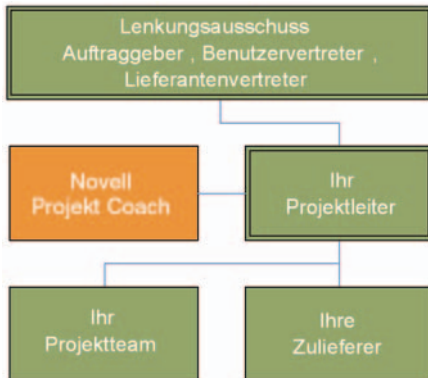 Lenkungsausschuss
Auftraggeber , Benutzervertreter ,
Lieferantenvertreter
Novell
Projekt Coach
Ihr
Projektleiter
Ihr
Projektteam
Ihre
Zulieferer